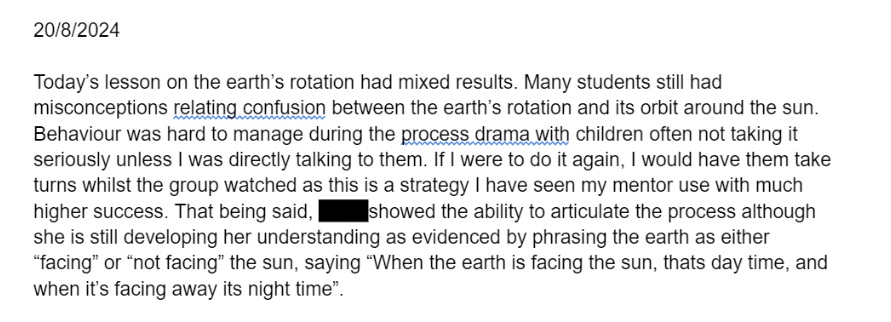 20/8/2024
Today's lesson on the earth's rotation had mixed results. Many students still had
misconceptions relating confusion between the earth's rotation and its orbit around the sun.
Behaviour was hard to manage during the process drama with children often not taking it
seriously unless I was directly talking to them. If I were to do it again, I would have them take
turns whilst the group watched as this is a strategy I have seen my mentor use with much
higher success. That being said, showed the ability to articulate the process although
she is still developing her understanding as evidenced by phrasing the earth as either
“facing” or “not facing” the sun, saying “When the earth is facing the sun, thats day time, and
when it's facing away its night time”.